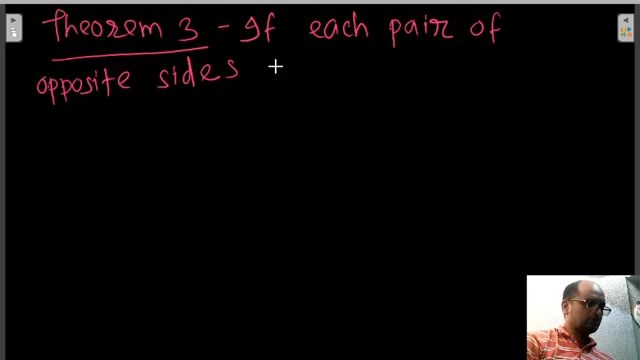 Theorem 3 - If each pair of
opposite sides